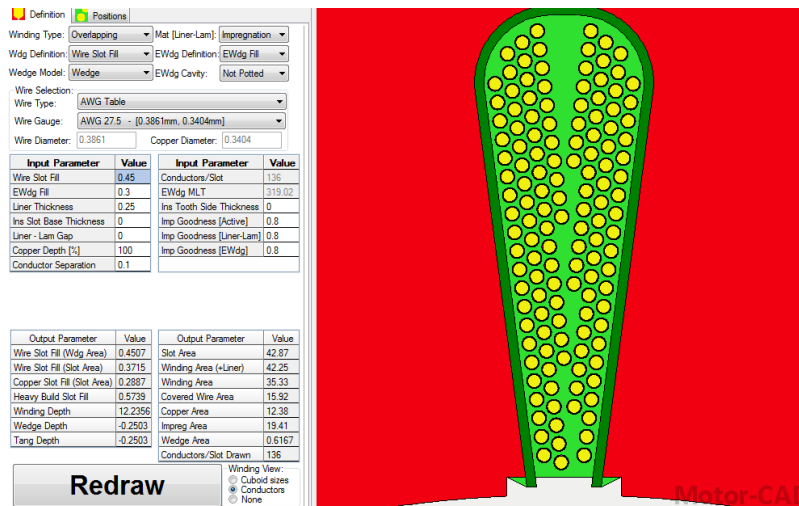 Definition Positions
Winding Type: Overlapping Mat [Liner-Lam]: Impregnation
Wdg Definition: Wire Slot Fill EWdg Definition: EWdg Fill
Wedge Model: Wedge EWdg Cavity: Not Potted
Wire Selection:
Wire Type: AWG Table
Wire Gauge: AWG 27.5 - [0.3861mm, 0.3404mm]
Wire Diameter: 0.3861 Copper Diameter: 0.3404
Input Parameter Value Input Parameter Value
Wire Slot Fill 0.45 Conductors/Slot 136
EWdg Fill 0.3 EWdg MLT 319.02
Liner Thickness 0.25 Ins Tooth Side Thickness 0
Ins Slot Base Thickness 0 Imp Goodness [Active] 0.8
Liner - Lam Gap 0 Imp Goodness [Liner-Lam] 0.8
Copper Depth [%] 100 Imp Goodness [EWdg] 0.8
Conductor Separation 0.1
Output Parameter Value Output Parameter Value
Wire Slot Fill (Wdg Area) 0.4507 Slot Area 42.87
Wire Slot Fill (Slot Area) 0.3715 Winding Area (+Liner) 42.25
Copper Slot Fill (Slot Area) 0.2887 Winding Area 35.33
Heavy Build Slot Fill 0.5739 Covered Wire Area 15.92
Winding Depth 12.2356 Copper Area 12.38
Wedge Depth -0.2503 Impreg Area 19.41
Tang Depth -0.2503 Wedge Area 0.6167
Conductors/Slot Drawn 136
Redraw
Winding View:
Cuboid sizes
Conductors
None
Motor-CAD